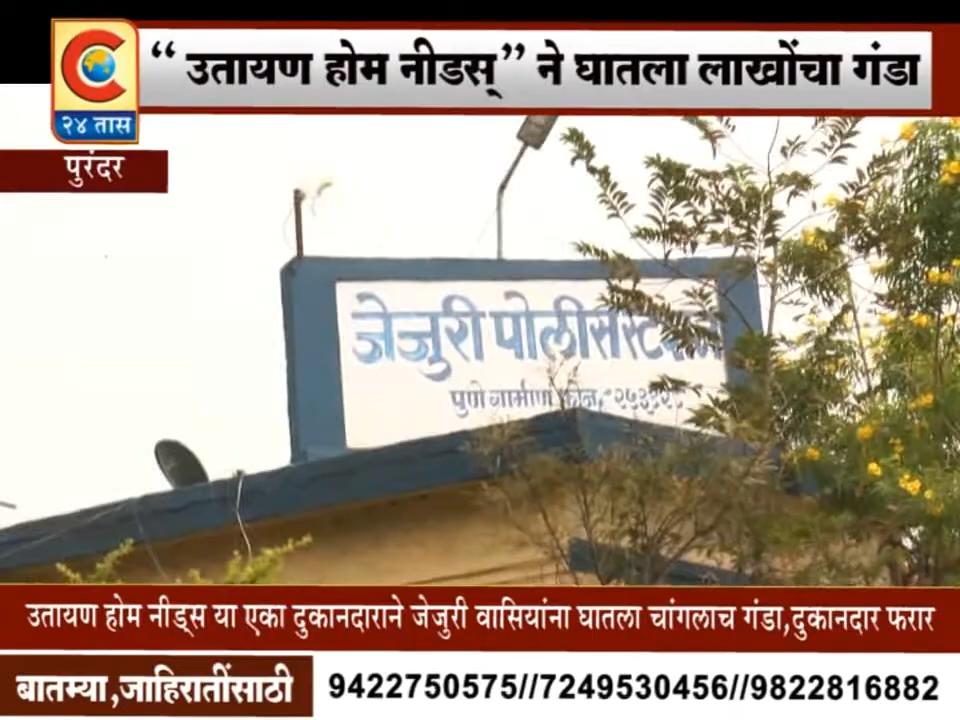 “ उतायण होम नीडस् ” ने घातला लाखोंचा गंडा
C
२४ तास
पुरंदर
जेजुरी पोलीस
पुणे ग्रामीण
उतायण होम नीड्स या एका दुकानदाराने जेजुरी वासियांना घातला चांगलाच गंडा,दुकानदार फरार
बातम्या,जाहिरातींसाठी
9422750575//7249530456//9822816882